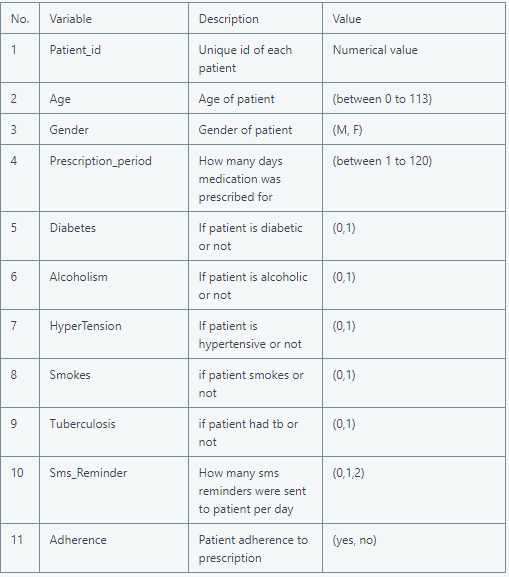 No. Variable Description Value
1 Patient_id Unique id of each Numerical value
patient
2 Age Age of patient (between 0 to 113)
3 Gender Gender of patient (M, F)
4 Prescription_period How many days (between 1 to 120)
medication was
prescribed for
5 Diabetes If patient is diabetic (0,1)
or not
6 Alcoholism If patient is alcoholic (0,1)
or not
7 HyperTension If patient is (0,1)
hypertensive or not
8 Smokes if patient smokes or (0,1)
not
9 Tuberculosis if patient had tb or (0,1)
not
10 Sms_Reminder How many sms (0,1,2)
reminders were sent
to patient per day
11 Adherence Patient adherence to (yes, no)
prescription